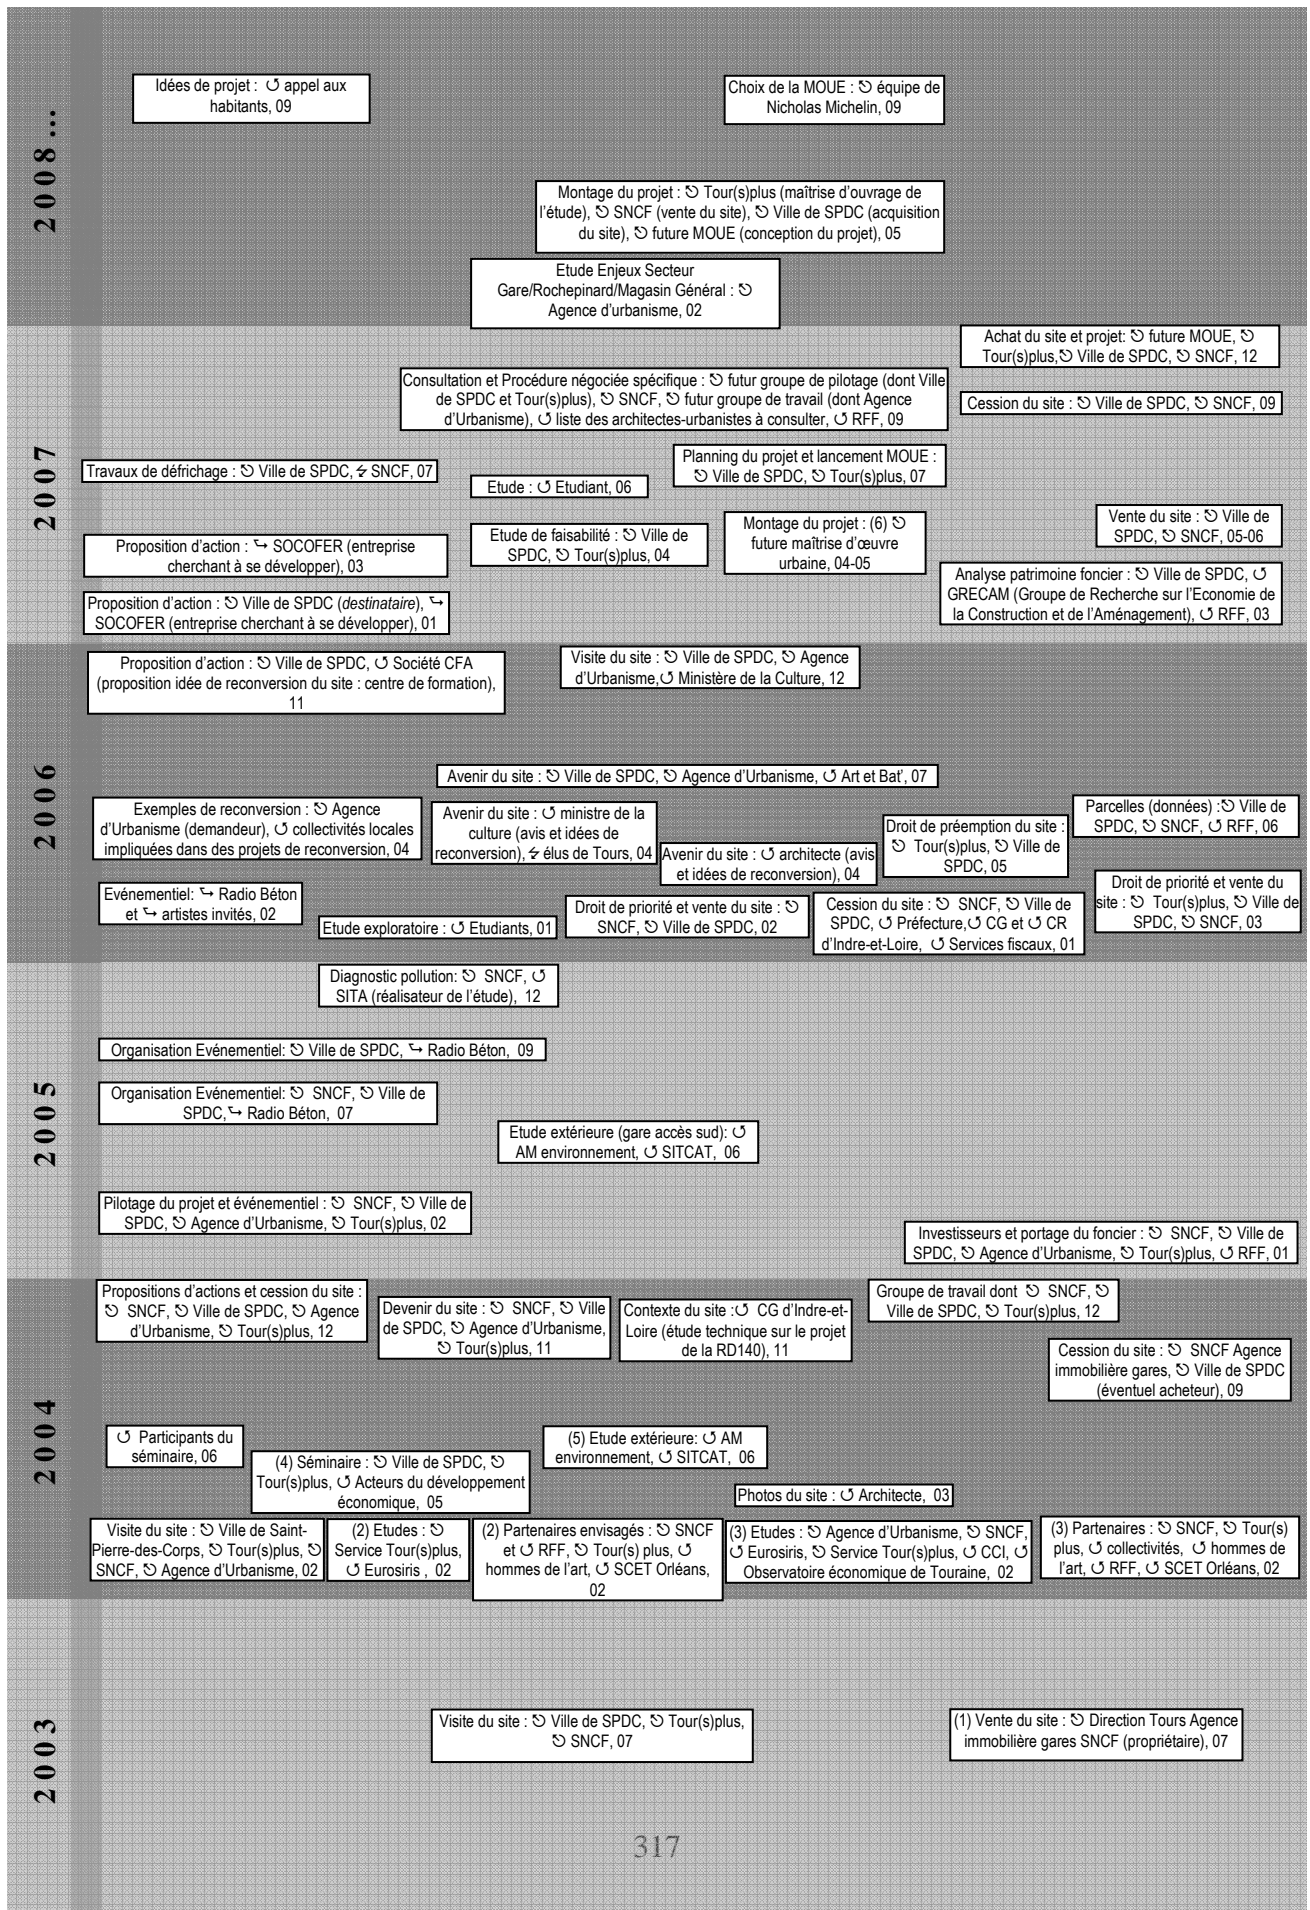 2008...
Idées de projet : ↺ appel aux
habitants, 09
Choix de la MOUE : ⎋ équipe de
Nicholas Michelin, 09
Montage du projet : ⎋ Tour(s)plus (maîtrise d'ouvrage de
l'étude), ⎋ SNCF (vente du site), ⎋ Ville de SPDC (acquisition
du site), ⎋ future MOUE (conception du projet), 05
Etude Enjeux Secteur
Gare/Rochepinard/Magasin Général : ⎋
Agence d'urbanisme, 02
2007
Achat du site et projet: ⎋ future MOUE, ⎋
Tour(s)plus,⎋ Ville de SPDC, ⎋ SNCF, 12
Consultation et Procédure négociée spécifique : ⎋ futur groupe de pilotage (dont Ville
de SPDC et Tour(s)plus), ⎋ SNCF, ⎋ futur groupe de travail (dont Agence
d'Urbanisme), ↺ liste des architectes-urbanistes à consulter, ↺ RFF, 09
Cession du site : ⎋ Ville de SPDC, ⎋ SNCF, 09
Travaux de défrichage : ⎋ Ville de SPDC, ↯ SNCF, 07
Planning du projet et lancement MOUE :
⎋ Ville de SPDC, ⎋ Tour(s)plus, 07
Etude : ↺ Etudiant, 06
Proposition d'action : ↪ SOCOFER (entreprise
cherchant à se développer), 03
Etude de faisabilité : ⎋ Ville de
SPDC, ⎋ Tour(s)plus, 04
Montage du projet : (6) ⎋
future maîtrise d'œuvre
urbaine, 04-05
Vente du site : ⎋ Ville de
SPDC, ⎋ SNCF, 05-06
Proposition d'action : ⎋ Ville de SPDC (destinataire), ↪
SOCOFER (entreprise cherchant à se développer), 01
Analyse patrimoine foncier : ⎋ Ville de SPDC, ↺
GRECAM (Groupe de Recherche sur l'Economie de
la Construction et de l'Aménagement), ↺ RFF, 03
2006
Proposition d'action : ⎋ Ville de SPDC, ↺ Société CFA
(proposition idée de reconversion du site : centre de formation),
11
Visite du site : ⎋ Ville de SPDC, ⎋ Agence
d'Urbanisme,↺ Ministère de la Culture, 12
Avenir du site : ⎋ Ville de SPDC, ⎋ Agence d'Urbanisme, ↺ Art et Bat', 07
Exemples de reconversion : ⎋ Agence
d'Urbanisme (demandeur), ↺ collectivités locales
impliquées dans des projets de reconversion, 04
Avenir du site : ↺ ministre de la
culture (avis et idées de
reconversion), ↯ élus de Tours, 04
Avenir du site : ↺ architecte (avis
et idées de reconversion), 04
Droit de préemption du site :
⎋ Tour(s)plus, ⎋ Ville de
SPDC, 05
Parcelles (données) :⎋ Ville de
SPDC, ⎋ SNCF, ↺ RFF, 06
Evénementiel: ↪ Radio Béton
et ↪ artistes invités, 02
Etude exploratoire : ↺ Etudiants, 01
Droit de priorité et vente du site : ⎋
SNCF, ⎋ Ville de SPDC, 02
Cession du site : ⎋ SNCF, ⎋ Ville de
SPDC, ↺ Préfecture,↺ CG et ↺ CR
d'Indre-et-Loire, ↺ Services fiscaux, 01
Droit de priorité et vente du
site : ⎋ Tour(s)plus, ⎋ Ville de
SPDC, ⎋ SNCF, 03
2005
Diagnostic pollution: ⎋ SNCF, ↺
SITA (réalisateur de l'étude), 12
Organisation Evénementiel: ⎋ Ville de SPDC, ↪ Radio Béton, 09
Organisation Evénementiel: ⎋ SNCF, ⎋ Ville de
SPDC,↪ Radio Béton, 07
Etude extérieure (gare accès sud): ↺
AM environnement, ↺ SITCAT, 06
Pilotage du projet et événementiel : ⎋ SNCF, ⎋ Ville de
SPDC, ⎋ Agence d'Urbanisme, ⎋ Tour(s)plus, 02
Investisseurs et portage du foncier : ⎋ SNCF, ⎋ Ville de
SPDC, ⎋ Agence d'Urbanisme, ⎋ Tour(s)plus, ↺ RFF, 01
2004
Propositions d'actions et cession du site :
⎋ SNCF, ⎋ Ville de SPDC, ⎋ Agence
d'Urbanisme, ⎋ Tour(s)plus, 12
Devenir du site : ⎋ SNCF, ⎋ Ville
de SPDC, ⎋ Agence d'Urbanisme,
⎋ Tour(s)plus, 11
Contexte du site :↺ CG d'Indre-et-
Loire (étude technique sur le projet
de la RD140), 11
Groupe de travail dont ⎋ SNCF, ⎋
Ville de SPDC, ⎋ Tour(s)plus, 12
Cession du site : ⎋ SNCF Agence
immobilière gares, ⎋ Ville de SPDC
(éventuel acheteur), 09
↺ Participants du
séminaire, 06
(4) Séminaire : ⎋ Ville de SPDC, ⎋
Tour(s)plus, ↺ Acteurs du développement
économique, 05
(5) Etude extérieure: ↺ AM
environnement, ↺ SITCAT, 06
Photos du site : ↺ Architecte, 03
Visite du site : ⎋ Ville de Saint-
Pierre-des-Corps, ⎋ Tour(s)plus, ⎋
SNCF, ⎋ Agence d'Urbanisme, 02
(2) Etudes : ⎋
Service Tour(s)plus,
↺ Eurosiris , 02
(2) Partenaires envisagés : ⎋ SNCF
et ↺ RFF, ⎋ Tour(s) plus, ↺
hommes de l'art, ↺ SCET Orléans,
02
(3) Etudes : ⎋ Agence d'Urbanisme, ⎋ SNCF,
↺ Eurosiris, ⎋ Service Tour(s)plus, ↺ CCI, ↺
Observatoire économique de Touraine, 02
(3) Partenaires : ⎋ SNCF, ⎋ Tour(s)
plus, ↺ collectivités, ↺ hommes de
l'art, ↺ RFF, ↺ SCET Orléans, 02
2003
Visite du site : ⎋ Ville de SPDC, ⎋ Tour(s)plus,
⎋ SNCF, 07
(1) Vente du site : ⎋ Direction Tours Agence
immobilière gares SNCF (propriétaire), 07
317